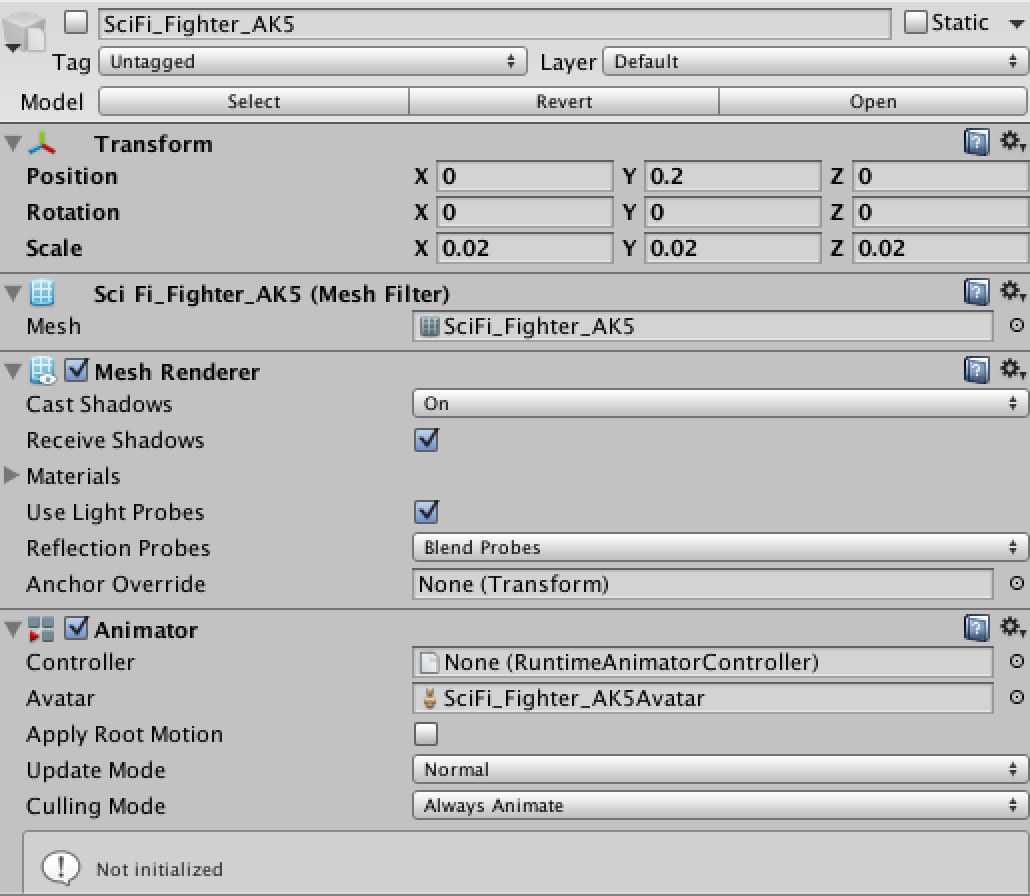 SciFi_Fighter_AK5 Static
Tag Untagged Layer Default
Model Select Revert Open
Transform
Position X 0 Y 0.2 Z 0
Rotation X 0 Y 0 Z 0
Scale X 0.02 Y 0.02 Z 0.02
Sci Fi_Fighter_AK5 (Mesh Filter)
Mesh SciFi_Fighter_AK5
Mesh Renderer
Cast Shadows On
Receive Shadows
Materials
Use Light Probes
Reflection Probes Blend Probes
Anchor Override None (Transform)
Animator
Controller None (RuntimeAnimatorController)
Avatar SciFi_Fighter_AK5Avatar
Apply Root Motion
Update Mode Normal
Culling Mode Always Animate
Not initialized